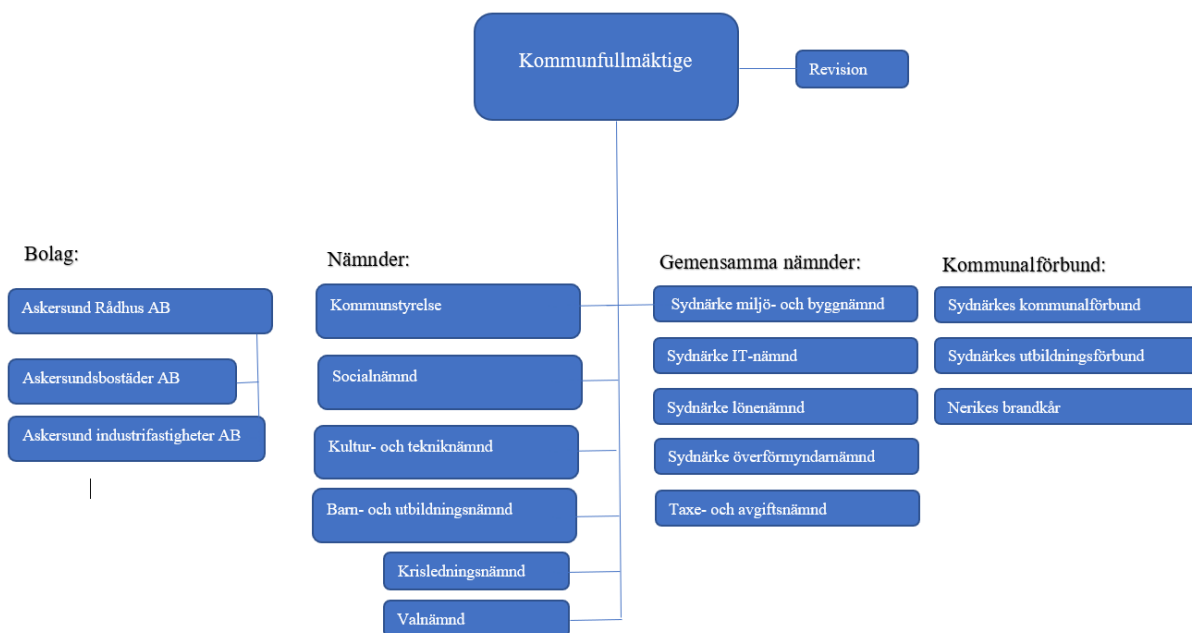 Kommunfullmäktige
Revision
Bolag:
Askersund Rådhus AB
Askersundsbostäder AB
Askersund industrifastigheter AB
Nämnder:
Kommunstyrelse
Socialnämnd
Kultur- och tekniknämnd
Barn- och utbildningsnämnd
Krisledningsnämnd
Valnämnd
Gemensamma nämnder:
Sydnärke miljö- och byggnämnd
Sydnärke IT-nämnd
Sydnärke lönenämnd
Sydnärke överförmyndarnämnd
Taxe- och avgiftsnämnd
Kommunalförbund:
Sydnärkes kommunalförbund
Sydnärkes utbildningsförbund
Nerikes brandkår